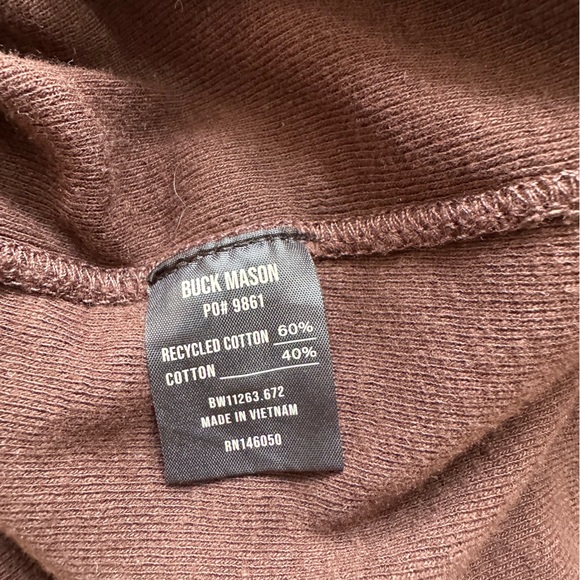 BUCK MASON
PO# 9861
RECYCLED COTTON 60%
COTTON 40%
BW11263.672
MADE IN VIETNAM
RN146050